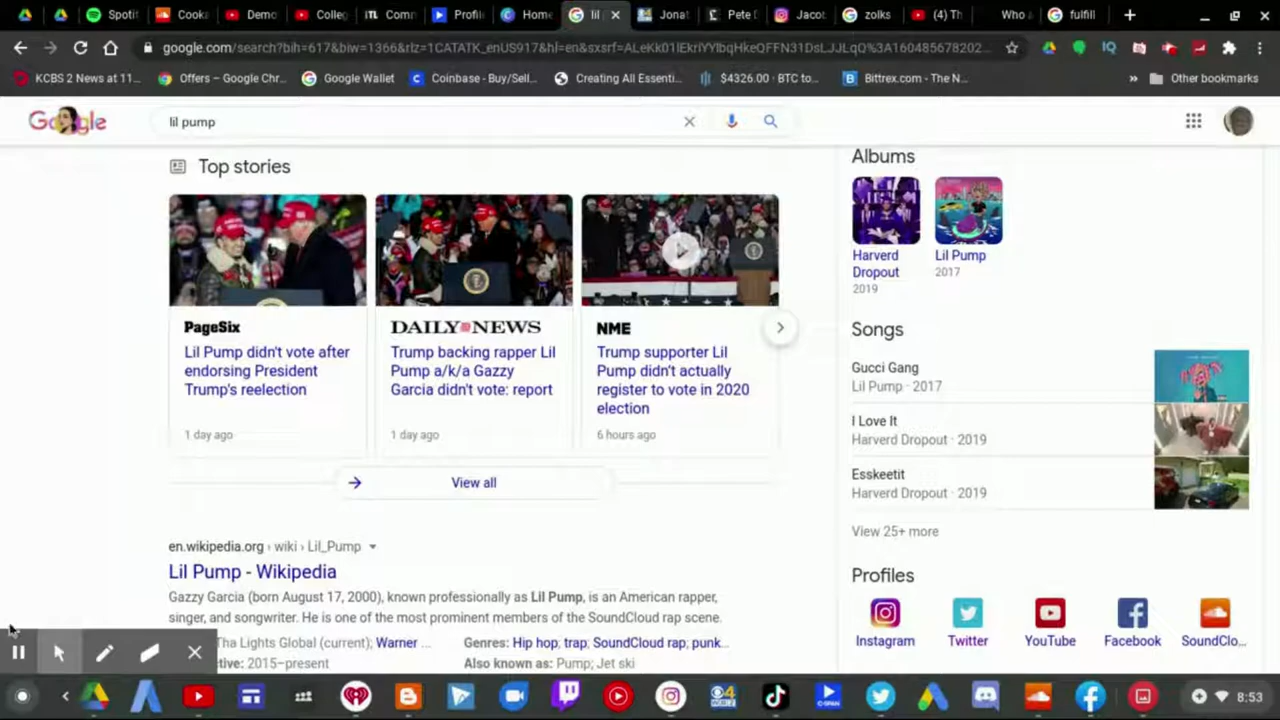 Spoti
Cooka
Demo
Colleg
Comn
Profile
Home
lil
Jonat
Pete D
Jacot
zolks
(4) Th
Who a
fulfill
google.com/search?bih=617&biw=1366&rlz=1CATATK_enUS917&hl=en&sxsrf=
KCBS 2 News at 11...
Offers – Google Chr...
Google Wallet
Coinbase - Buy/Sell...
Creating All Essenti...
$4326.00 · BTC to...
Bittrex.com - The N...
Other bookmarks
Google
lil pump
Top stories
PageSix
Lil Pump didn't vote after
endorsing President
Trump's reelection
1 day ago
DAILY NEWS
Trump backing rapper Lil
Pump a/k/a Gazzy
Garcia didn't vote: report
1 day ago
NME
Trump supporter Lil
Pump didn't actually
register to vote in 2020
election
6 hours ago
View all
en.wikipedia.org › wiki › Lil_Pump
Lil Pump - Wikipedia
Gazzy Garcia (born August 17, 2000), known professionally as Lil Pump, is an American rapper,
singer, and songwriter. He is one of the most prominent members of the SoundCloud rap scene.
Tha Lights Global (current); Warner ...
Genres: Hip hop; trap; SoundCloud rap; punk...
tive: 2015–present
Also known as: Pump; Jet ski
Albums
Harverd
Dropout
2019
Lil Pump
2017
Songs
Gucci Gang
Lil Pump · 2017
I Love It
Harverd Dropout · 2019
Esskeetit
Harverd Dropout · 2019
View 25+ more
Profiles
Instagram
Twitter
YouTube
Facebook
SoundClo...
8:53